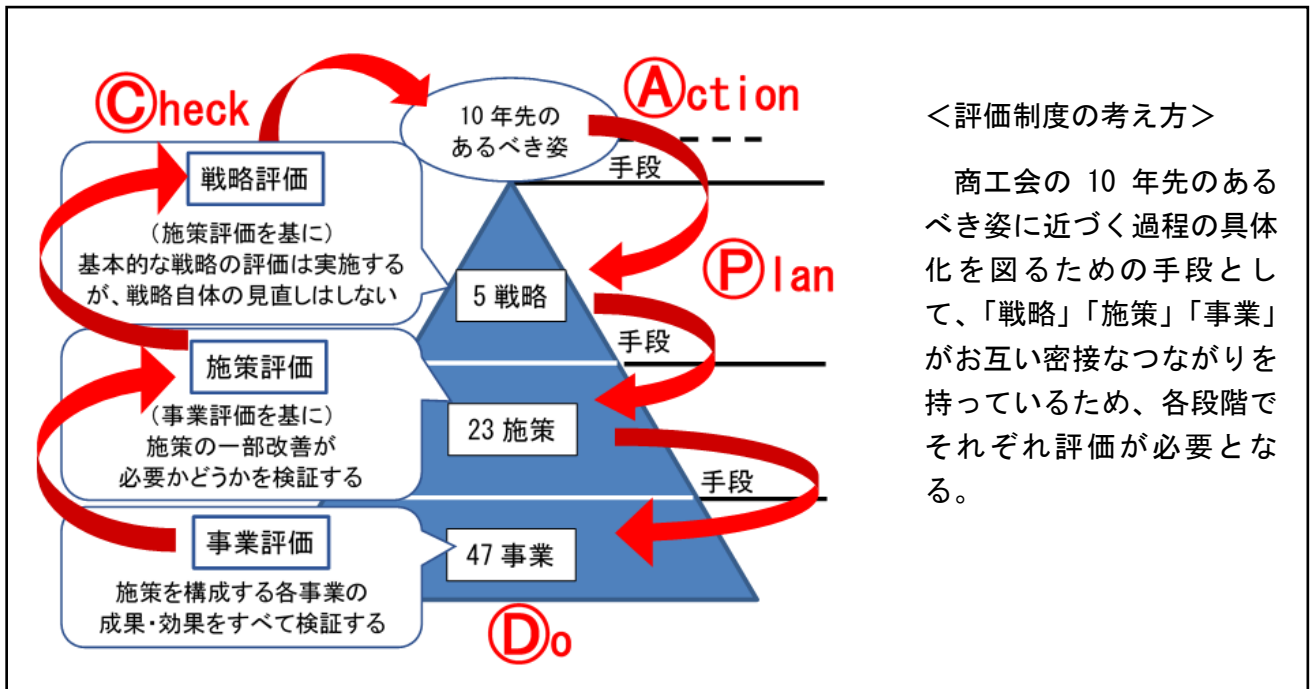 Check
Action
10 年先の
あるべき姿
手段
戦略評価
(施策評価を基に)
基本的な戦略の評価は実施する
が、戦略自体の見直しはしない
Plan
5 戦略
手段
施策評価
(事業評価を基に)
施策の一部改善が
必要かどうかを検証する
23 施策
手段
事業評価
施策を構成する各事業の
成果・効果をすべて検証する
47 事業
Do
<評価制度の考え方>
商工会の 10 年先のある
べき姿に近づく過程の具体
化を図るための手段とし
て、「戦略」「施策」「事業」
がお互い密接なつながりを
持っているため、各段階で
それぞれ評価が必要とな
る。